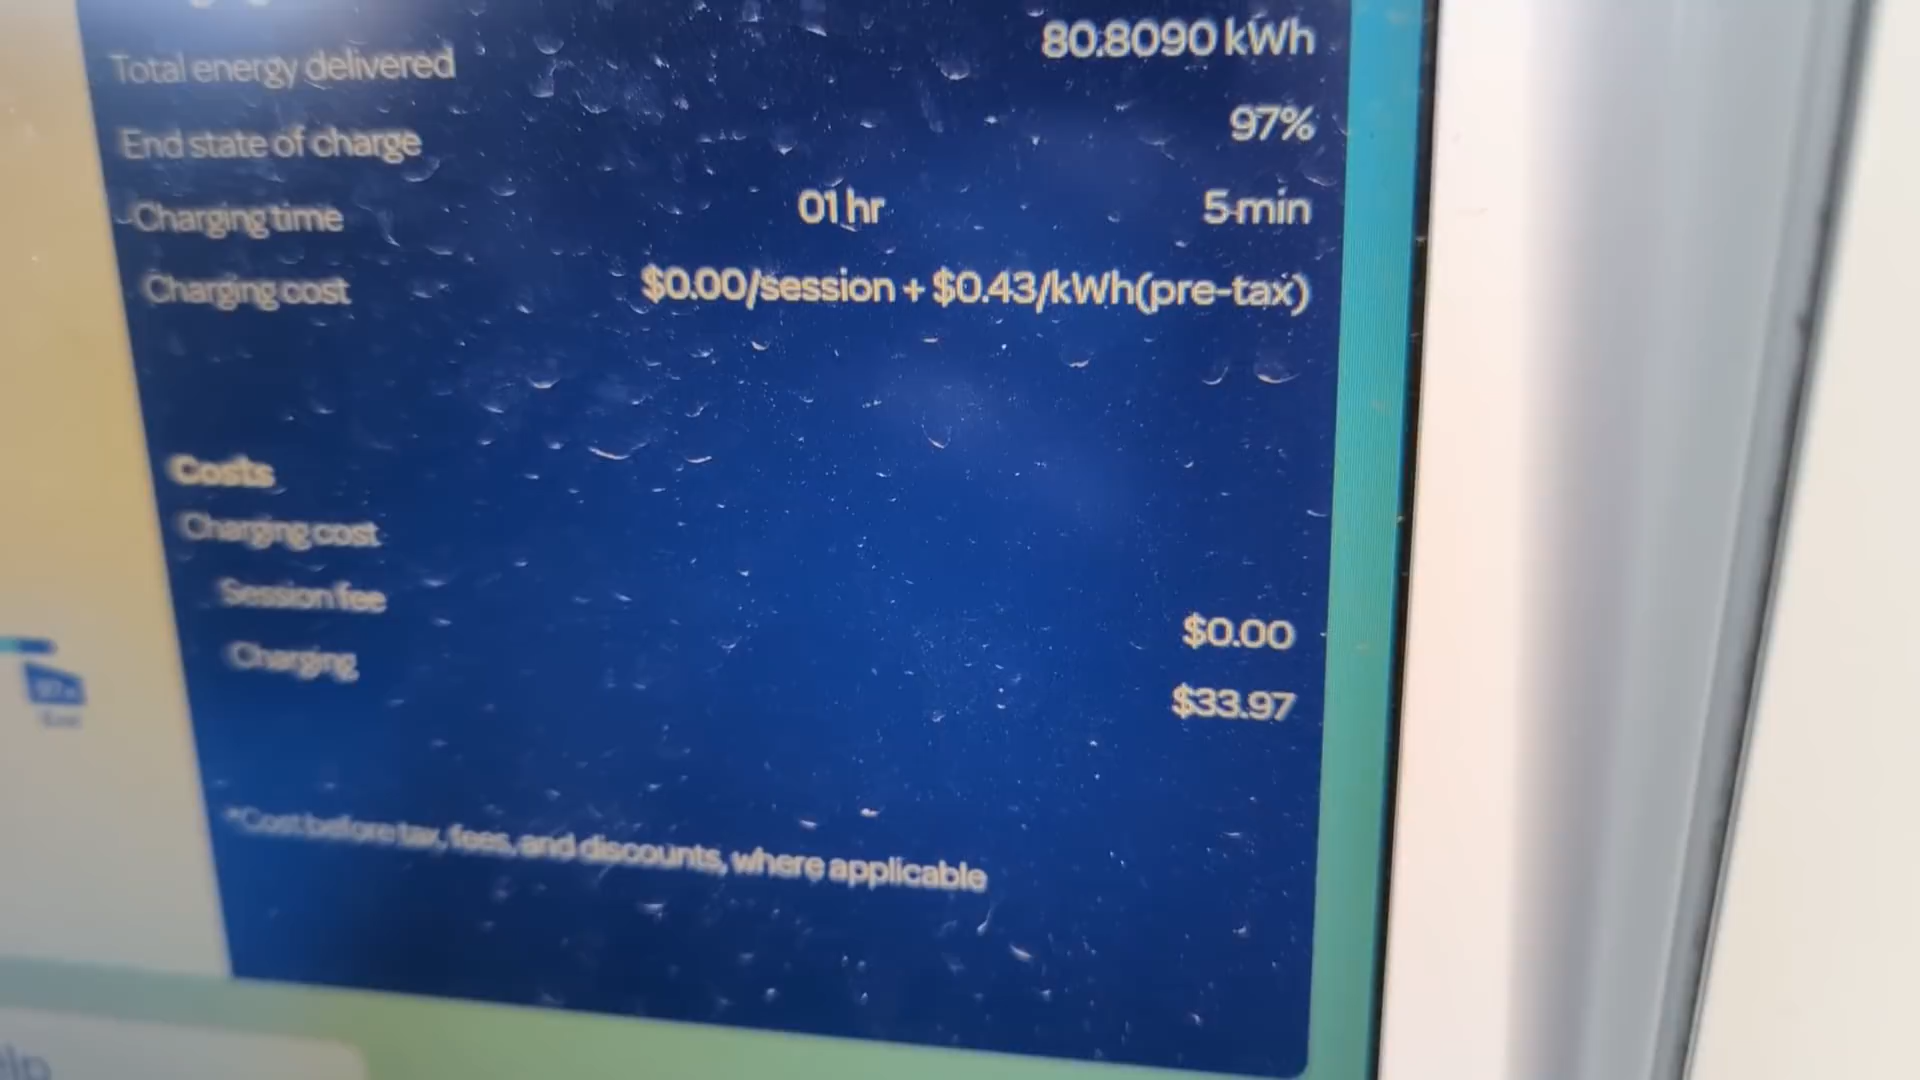 Total energy delivered 80.8090 kWh
End state of charge 97%
Charging time 01 hr 5 min
Charging cost $0.00/session + $0.43/kWh(pre-tax)
Costs
Charging cost
Session fee $0.00
Charging $33.97
*Cost before tax, fees, and discounts, where applicable
elp